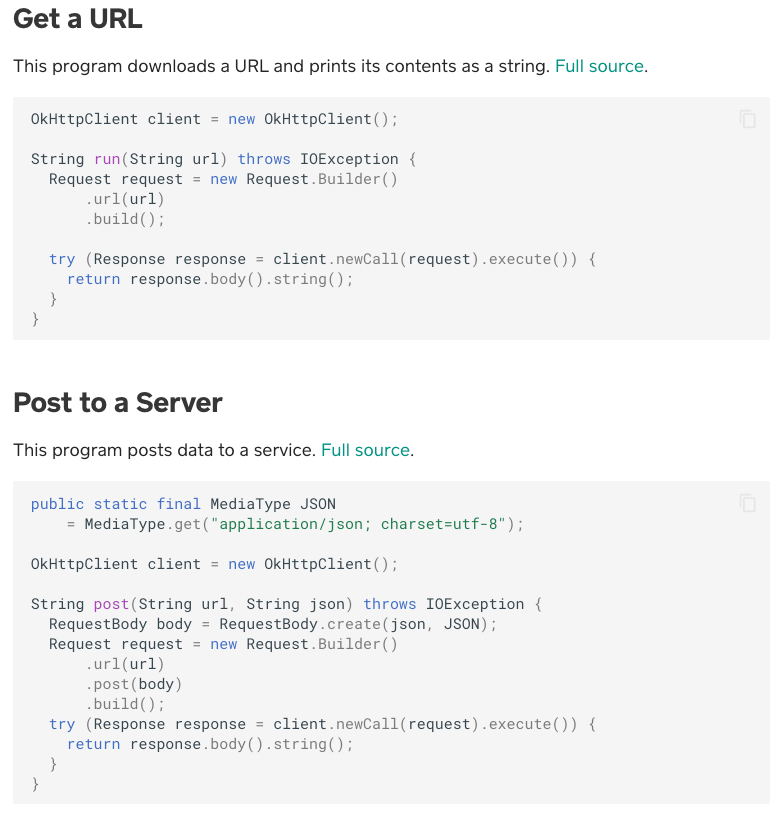 Get a URL
This program downloads a URL and prints its contents as a string. Full source.
OkHttpClient client = new OkHttpClient();
String run(String url) throws IOException {
  Request request = new Request.Builder()
      .url(url)
      .build();
  try (Response response = client.newCall(request).execute()) {
    return response.body().string();
  }
}
Post to a Server
This program posts data to a service. Full source.
public static final MediaType JSON
    = MediaType.get("application/json; charset=utf-8");
OkHttpClient client = new OkHttpClient();
String post(String url, String json) throws IOException {
  RequestBody body = RequestBody.create(json, JSON);
  Request request = new Request.Builder()
      .url(url)
      .post(body)
      .build();
  try (Response response = client.newCall(request).execute()) {
    return response.body().string();
  }
}